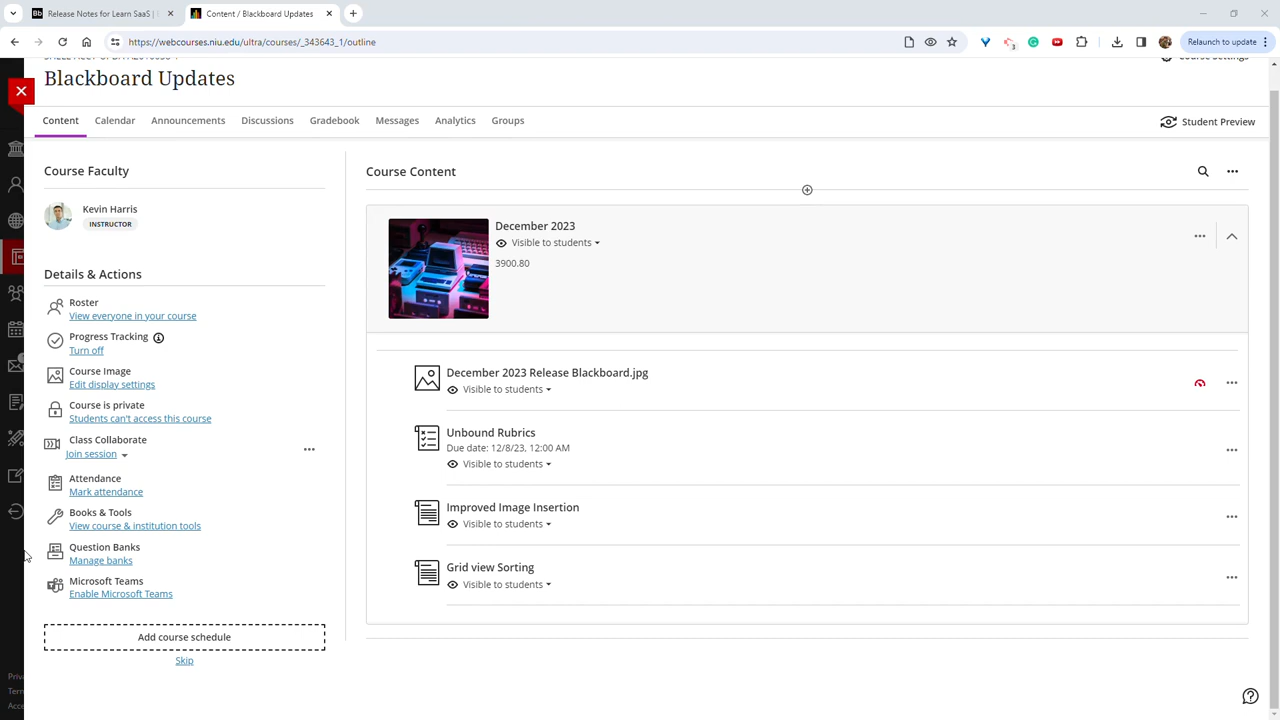 Release Notes for Learn SaaS |
Content / Blackboard Updates
https://webcourses.niu.edu/ultra/courses/_343643_1/outline
Relaunch to update
Course Settings
Blackboard Updates
Content
Calendar
Announcements
Discussions
Gradebook
Messages
Analytics
Groups
Student Preview
Course Faculty
Kevin Harris
INSTRUCTOR
Details & Actions
Roster
View everyone in your course
Progress Tracking
Turn off
Course Image
Edit display settings
Course is private
Students can't access this course
Class Collaborate
Join session
Attendance
Mark attendance
Books & Tools
View course & institution tools
Question Banks
Manage banks
Microsoft Teams
Enable Microsoft Teams
Add course schedule
Skip
Course Content
December 2023
Visible to students
3900.80
December 2023 Release Blackboard.jpg
Visible to students
Unbound Rubrics
Due date: 12/8/23, 12:00 AM
Visible to students
Improved Image Insertion
Visible to students
Grid view Sorting
Visible to students
Priva
Term
Acce